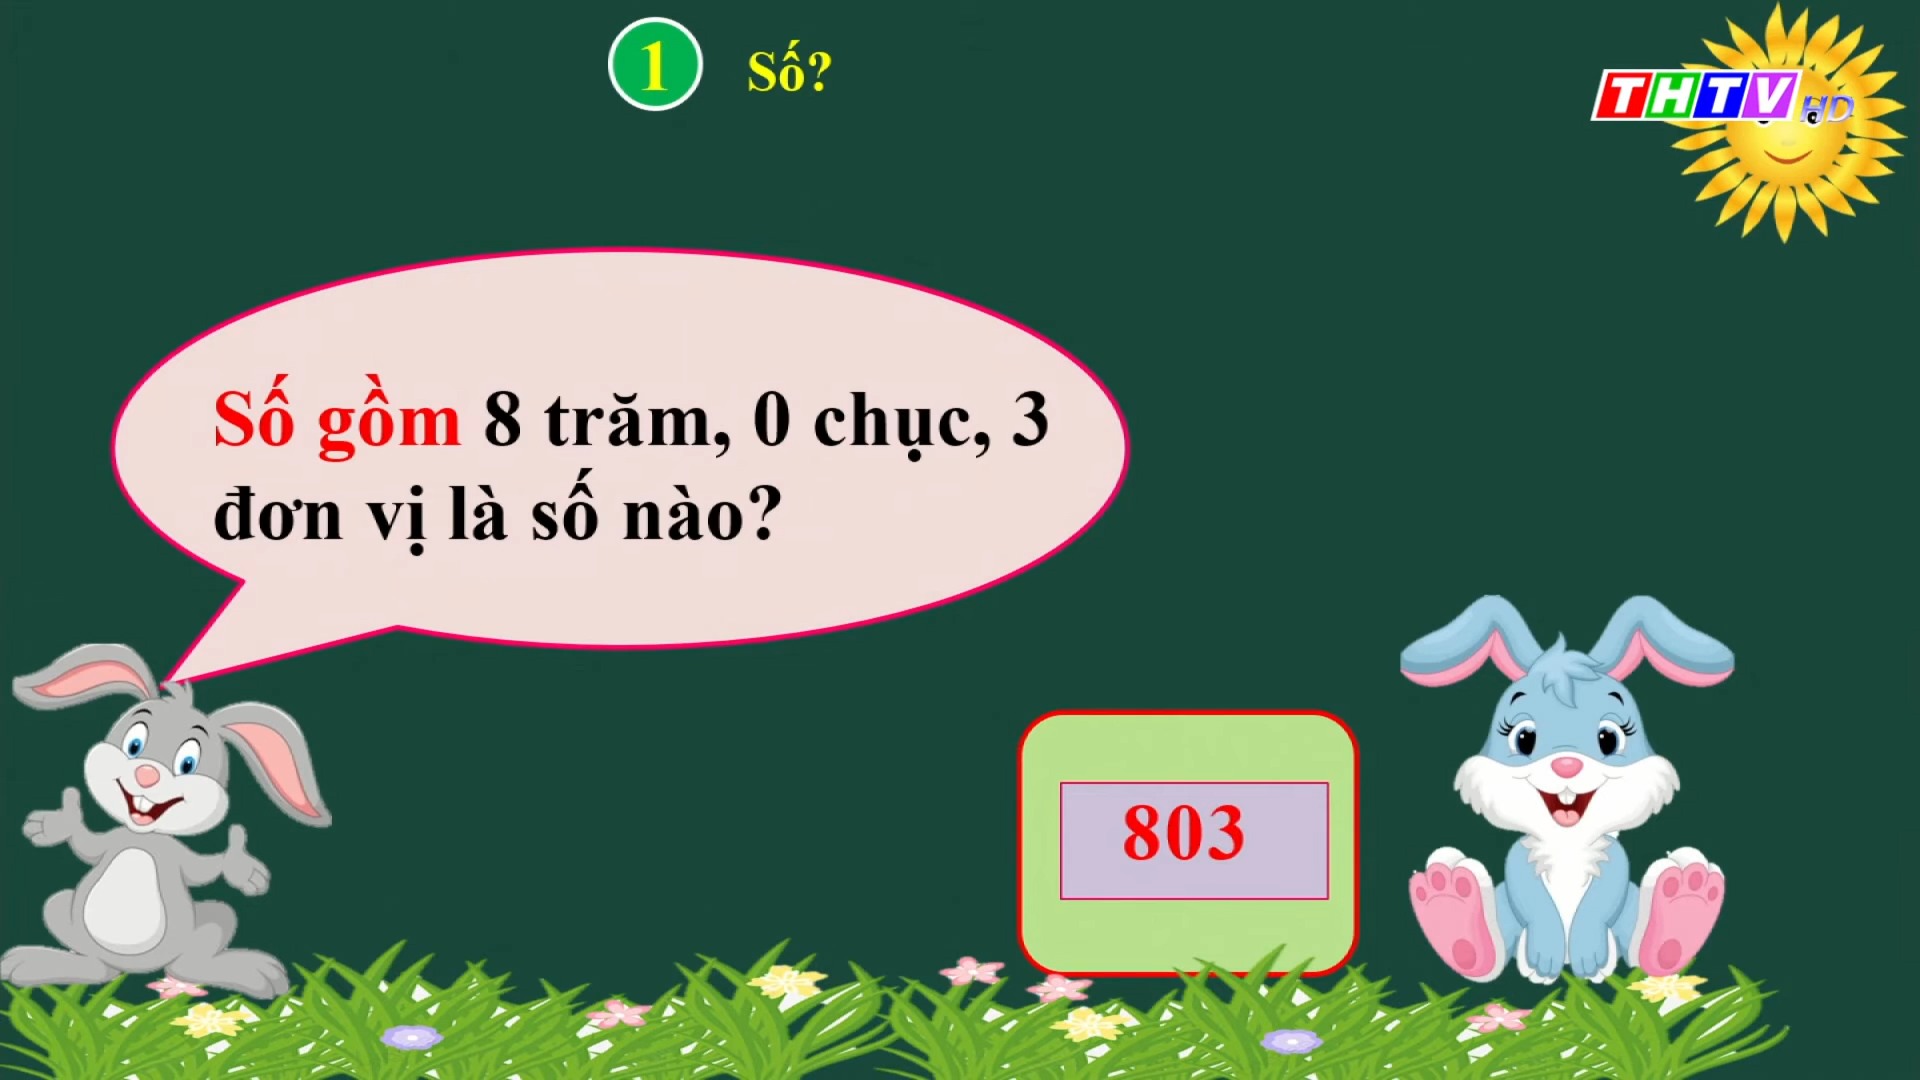 1 Số?
THTV HD
Số gồm 8 trăm, 0 chục, 3
đơn vị là số nào?
803